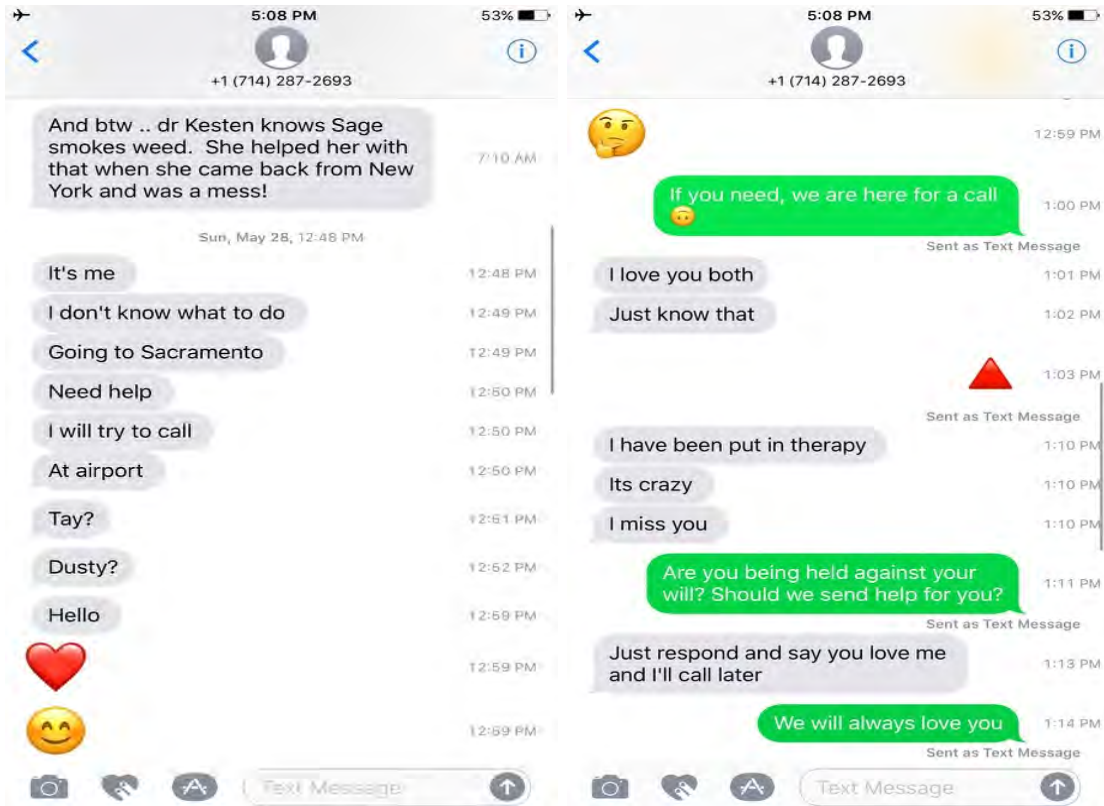 5:08 PM
53%
+1 (714) 287-2693
And btw .. dr Kesten knows Sage
smokes weed. She helped her with
that when she came back from New
York and was a mess!
7:10 AM
Sun, May 28, 12:48 PM
It's me
12:48 PM
I don't know what to do
12:49 PM
Going to Sacramento
12:49 PM
Need help
12:50 PM
I will try to call
12:50 PM
At airport
12:50 PM
Tay?
12:51 PM
Dusty?
12:52 PM
Hello
12:59 PM
12:59 PM
12:59 PM
Text Message
5:08 PM
53%
+1 (714) 287-2693
12:59 PM
If you need, we are here for a call
1:00 PM
Sent as Text Message
I love you both
1:01 PM
Just know that
1:02 PM
1:03 PM
Sent as Text Message
I have been put in therapy
1:10 PM
Its crazy
1:10 PM
I miss you
1:10 PM
Are you being held against your
will? Should we send help for you?
1:11 PM
Sent as Text Message
Just respond and say you love me
and I'll call later
1:13 PM
We will always love you
1:14 PM
Sent as Text Message
Text Message